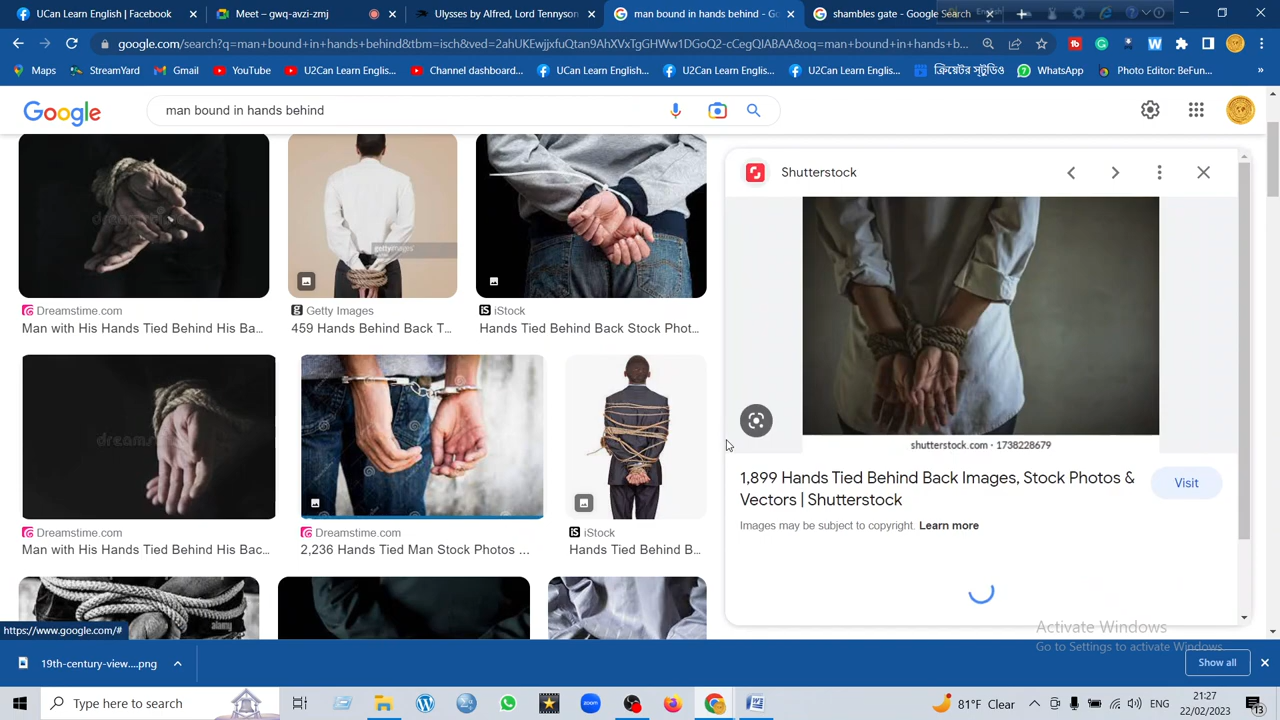 UCan Learn English | Facebook
Meet – gwq-avzi-zmj
Ulysses by Alfred, Lord Tennyson
man bound in hands behind - Go
shambles gate - Google Search
google.com/search?q=man+bound+in+hands+behind&tbm=isch&ved=2ahUKEwjjxfuQtan9AhXVxTgGHWw1DGoQ2-cCegQIABAA&oq=man+bound+in+hands+b...
Maps
StreamYard
Gmail
YouTube
U2Can Learn Englis...
Channel dashboard...
UCan Learn English...
U2Can Learn Englis...
U2Can Learn Englis...
ক্রিয়েটর স্টুডিও
WhatsApp
Photo Editor: BeFun...
»
Google
man bound in hands behind
Shutterstock
dreamstime
gettyimages
Dreamstime.com
Man with His Hands Tied Behind His Ba...
Getty Images
459 Hands Behind Back T...
iStock
Hands Tied Behind Back Stock Phot...
shutterstock.com · 1738228679
1,899 Hands Tied Behind Back Images, Stock Photos &
Vectors | Shutterstock
Visit
Images may be subject to copyright. Learn more
Dreamstime.com
Man with His Hands Tied Behind His Bac...
Dreamstime.com
2,236 Hands Tied Man Stock Photos ...
iStock
Hands Tied Behind B...
alamy
https://www.google.com/#
Activate Windows
Go to Settings to activate Windows.
19th-century-view....png
Show all
Type here to search
zoom
81°F Clear
ENG
21:27
22/02/2023
13